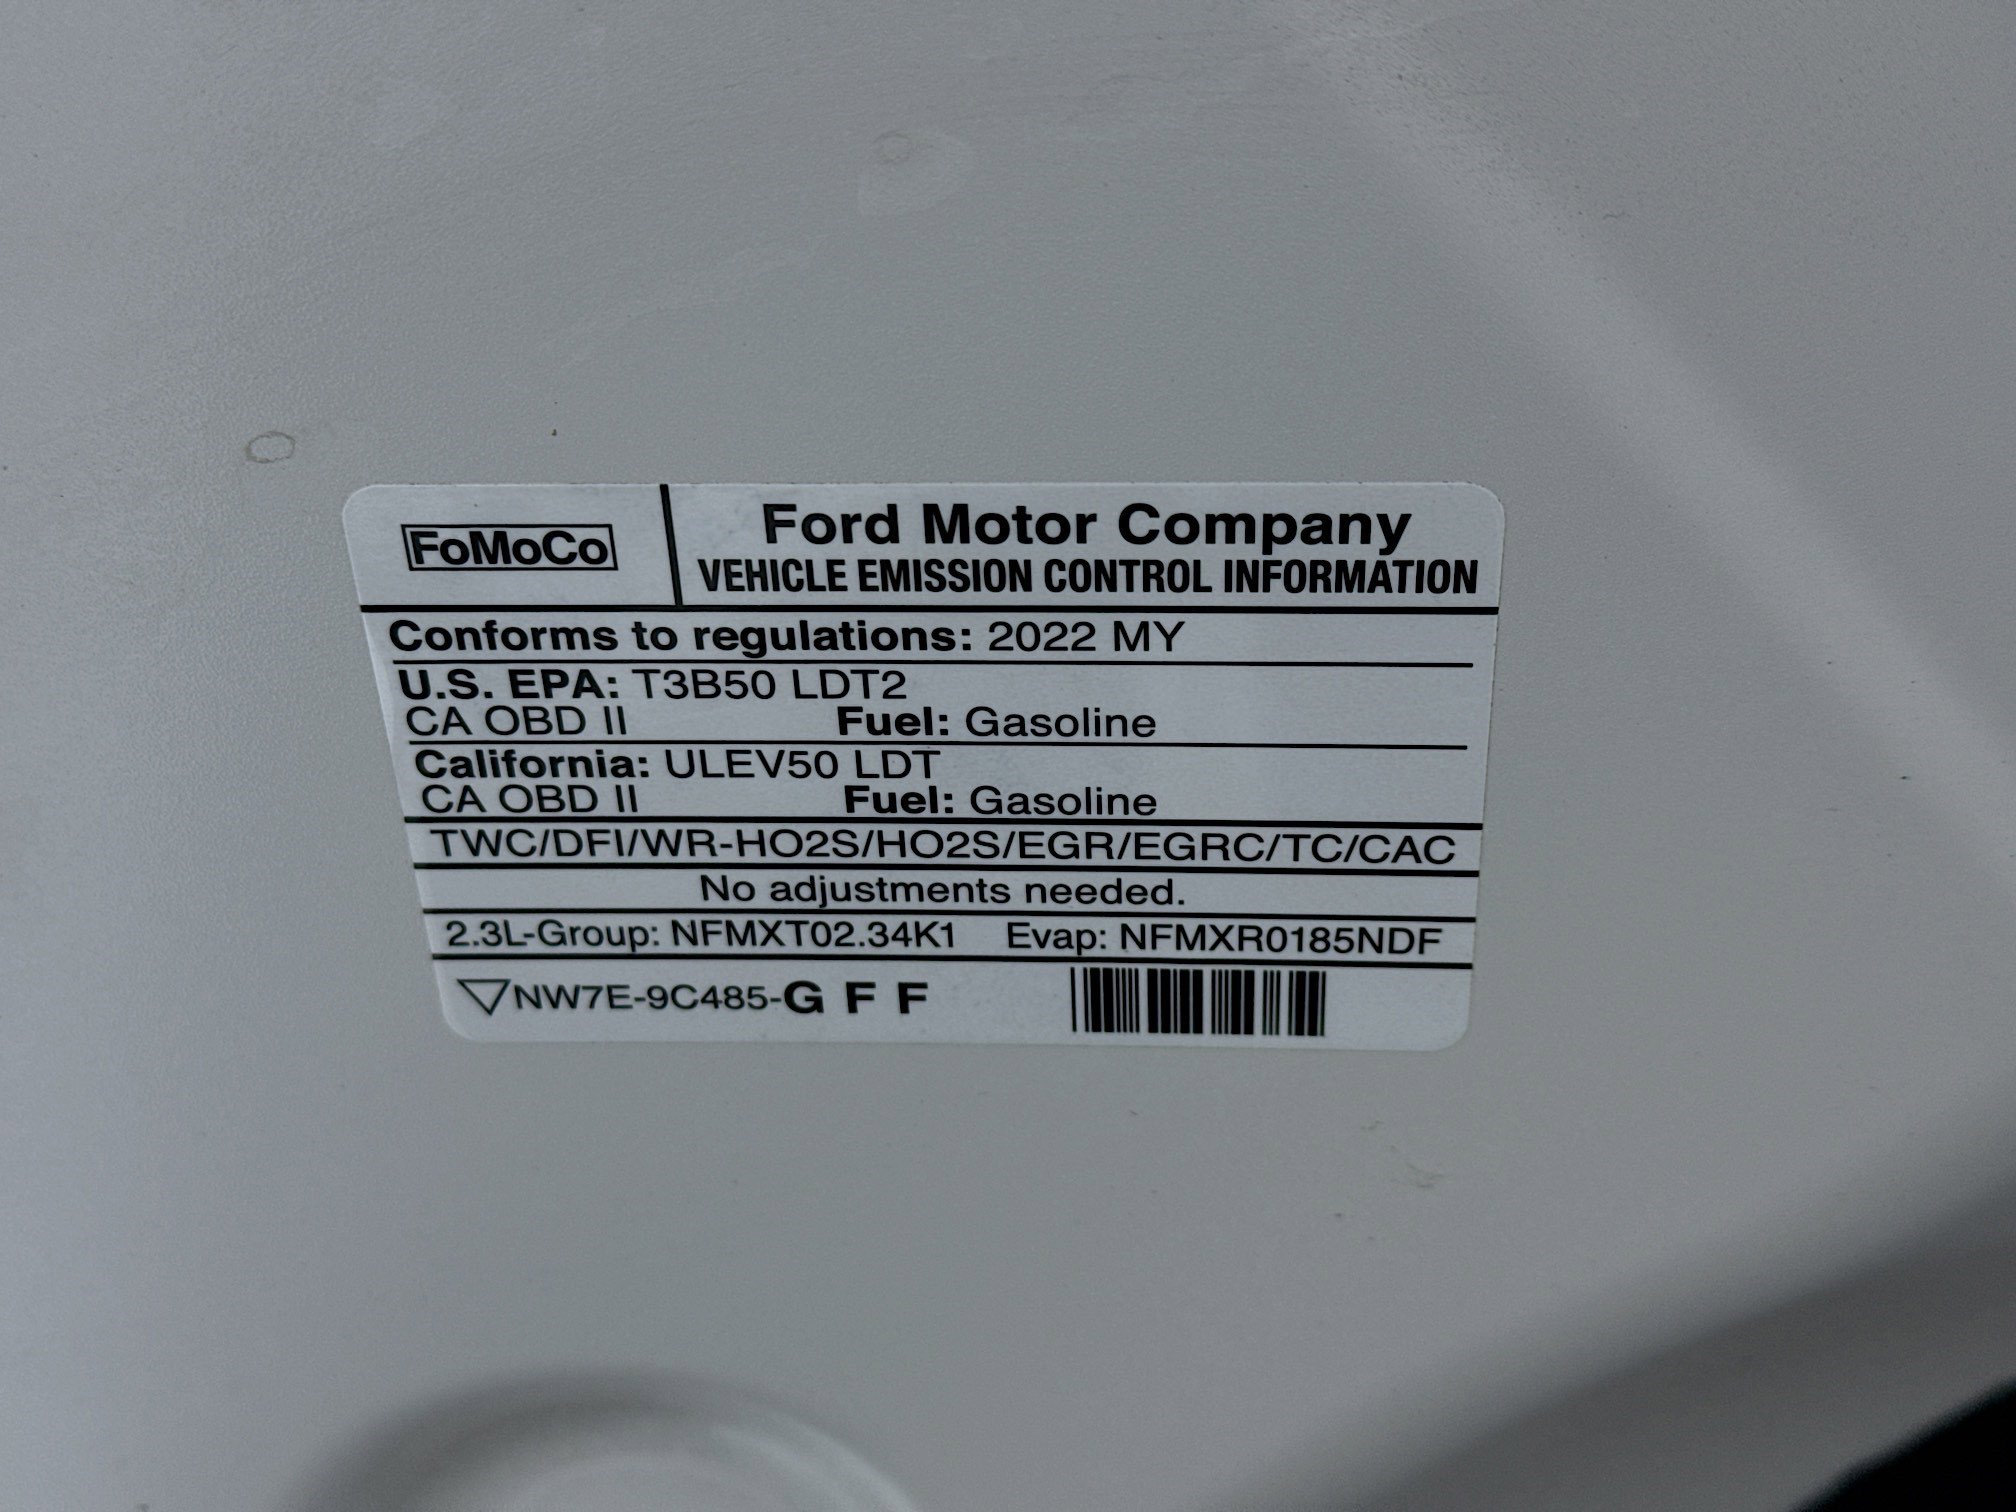 FoMoCo
Ford Motor Company
VEHICLE EMISSION CONTROL INFORMATION
Conforms to regulations: 2022 MY
U.S. EPA: T3B50 LDT2
CA OBD II Fuel: Gasoline
California: ULEV50 LDT
CA OBD II Fuel: Gasoline
TWC/DFI/WR-HO2S/HO2S/EGR/EGRC/TC/CAC
No adjustments needed.
2.3L-Group: NFMXT02.34K1 Evap: NFMXR0185NDF
NW7E-9C485-G F F